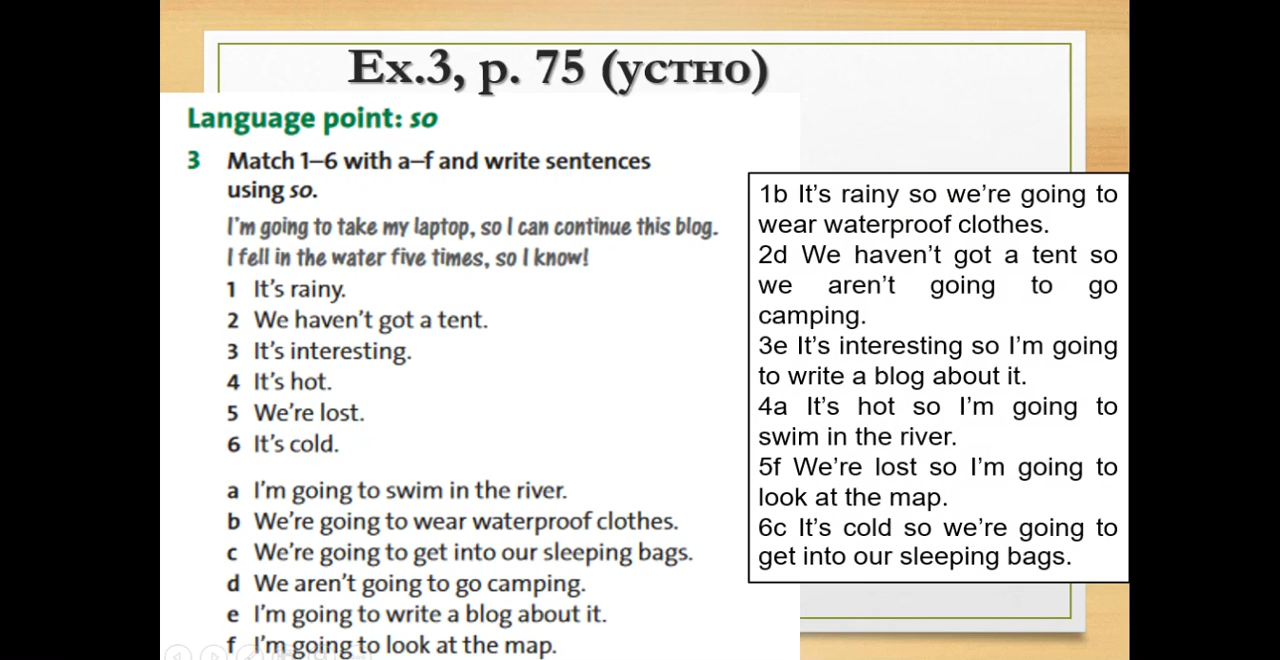 Ex.3, p. 75 (устно)
Language point: so
3 Match 1–6 with a–f and write sentences
using so.
I'm going to take my laptop, so I can continue this blog.
I fell in the water five times, so I know!
1 It's rainy.
2 We haven't got a tent.
3 It's interesting.
4 It's hot.
5 We're lost.
6 It's cold.
a I'm going to swim in the river.
b We're going to wear waterproof clothes.
c We're going to get into our sleeping bags.
d We aren't going to go camping.
e I'm going to write a blog about it.
f I'm going to look at the map.
1b It's rainy so we're going to
wear waterproof clothes.
2d We haven't got a tent so
we aren't going to go
camping.
3e It's interesting so I'm going
to write a blog about it.
4a It's hot so I'm going to
swim in the river.
5f We're lost so I'm going to
look at the map.
6c It's cold so we're going to
get into our sleeping bags.